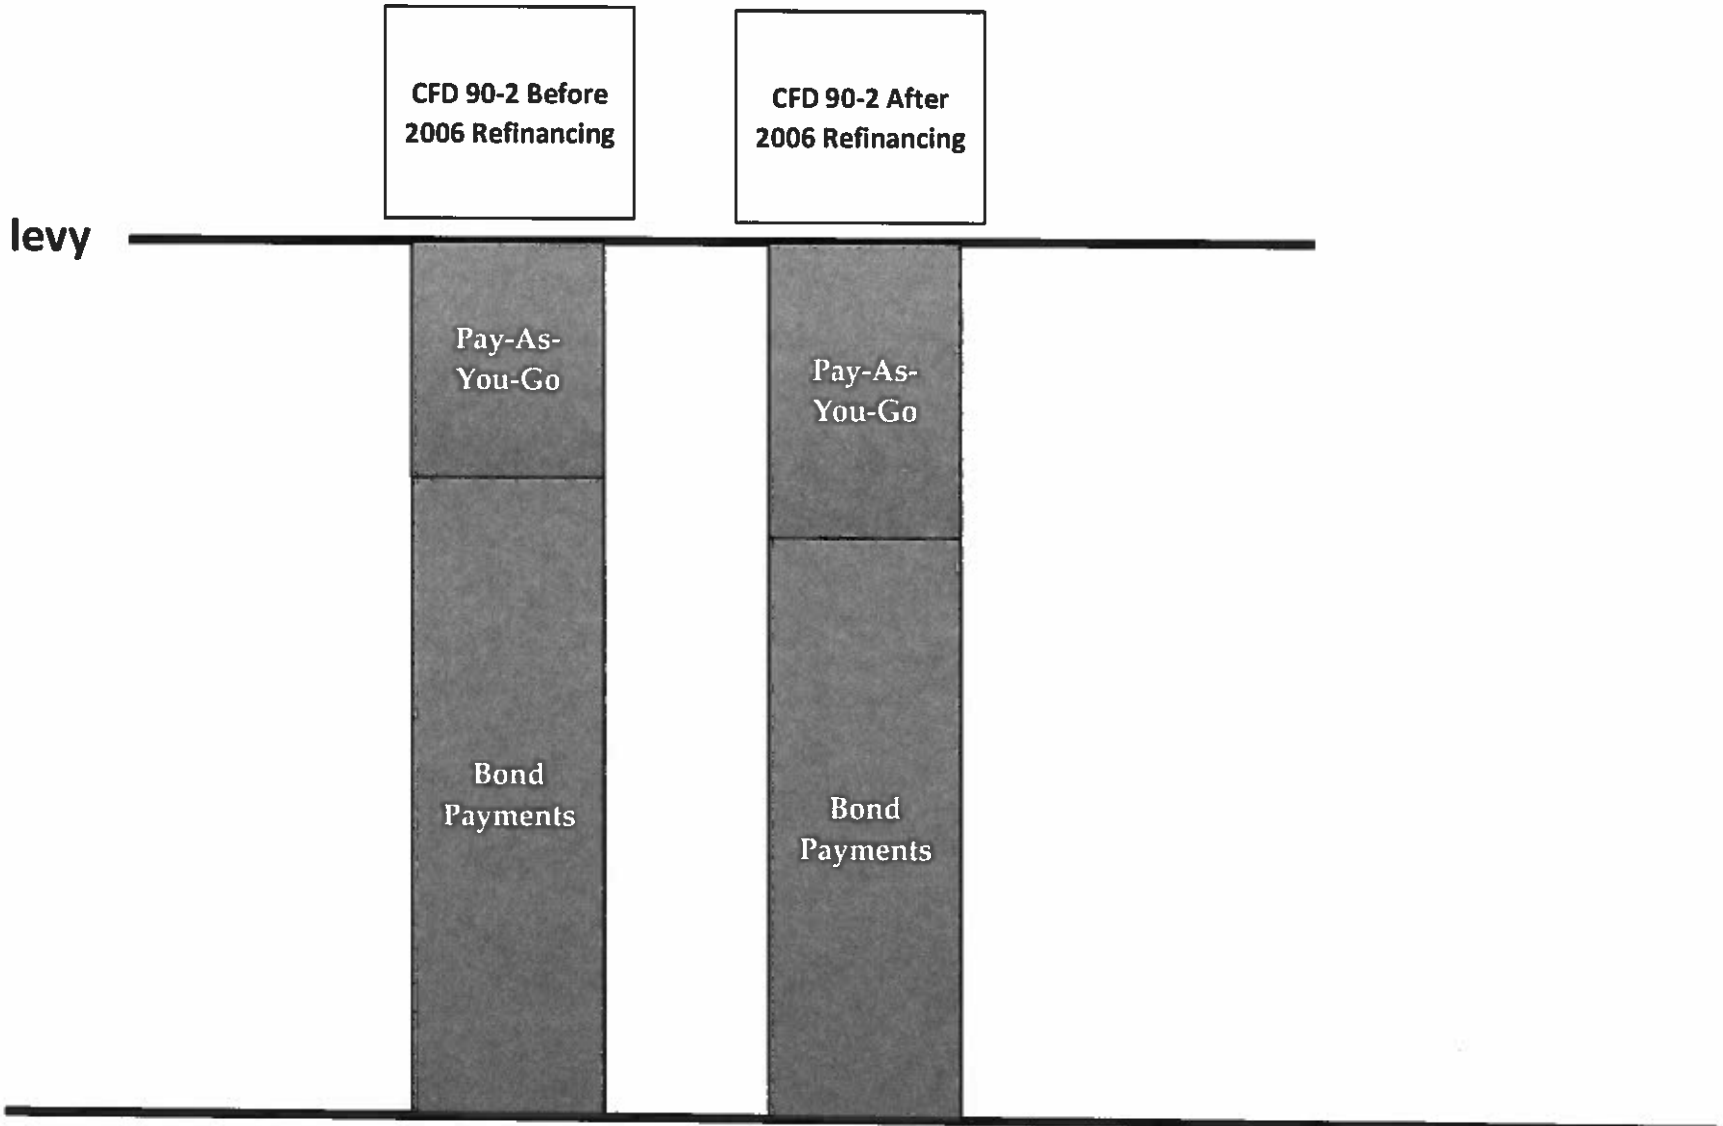 CFD 90-2 Before
2006 Refinancing
CFD 90-2 After
2006 Refinancing
levy
Pay-As-
You-Go
Pay-As-
You-Go
Bond
Payments
Bond
Payments